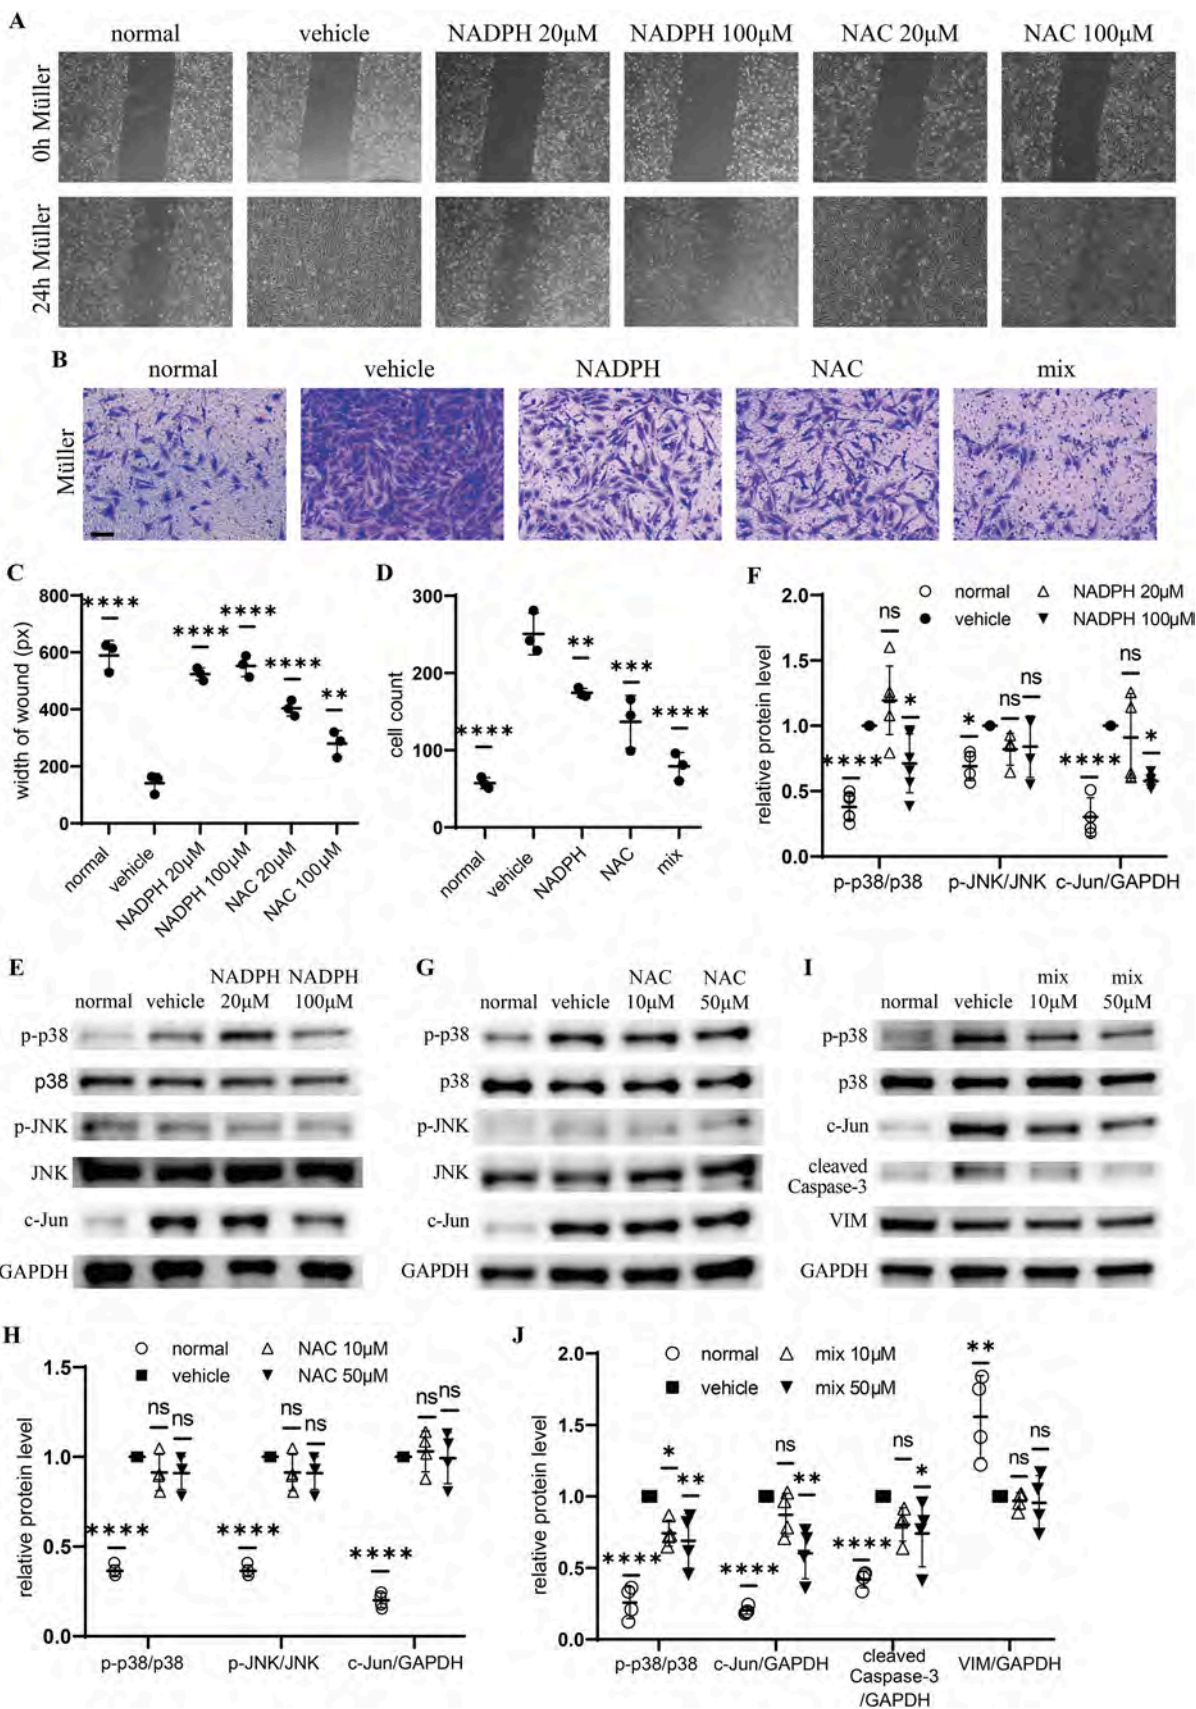 A
normal vehicle NADPH 20μM NADPH 100μM NAC 20μM NAC 100μM
0h Müller
24h Müller
B
normal vehicle NADPH NAC mix
Müller
C
width of wound (px)
800
600
400
200
0
**** **** **** **** **
normal vehicle NADPH 20μM NADPH 100μM NAC 20μM NAC 100μM
D
cell count
300
200
100
0
**** ** *** ****
normal vehicle NADPH NAC mix
F
relative protein level
2.0
1.5
1.0
0.5
0.0
normal NADPH 20μM
vehicle NADPH 100μM
**** ns * * ns ns **** ns *
p-p38/p38 p-JNK/JNK c-Jun/GAPDH
E
normal vehicle NADPH 20μM NADPH 100μM
p-p38
p38
p-JNK
JNK
c-Jun
GAPDH
G
normal vehicle NAC 10μM NAC 50μM
p-p38
p38
p-JNK
JNK
c-Jun
GAPDH
I
normal vehicle mix 10μM mix 50μM
p-p38
p38
c-Jun
cleaved
Caspase-3
VIM
GAPDH
H
relative protein level
1.5
1.0
0.5
0.0
normal NAC 10μM
vehicle NAC 50μM
**** ns ns **** ns ns **** ns ns
p-p38/p38 p-JNK/JNK c-Jun/GAPDH
J
relative protein level
2.0
1.5
1.0
0.5
0.0
normal mix 10μM
vehicle mix 50μM
**** * ** **** ns ** **** ns * ** ns ns
p-p38/p38 c-Jun/GAPDH cleaved Caspase-3 /GAPDH VIM/GAPDH